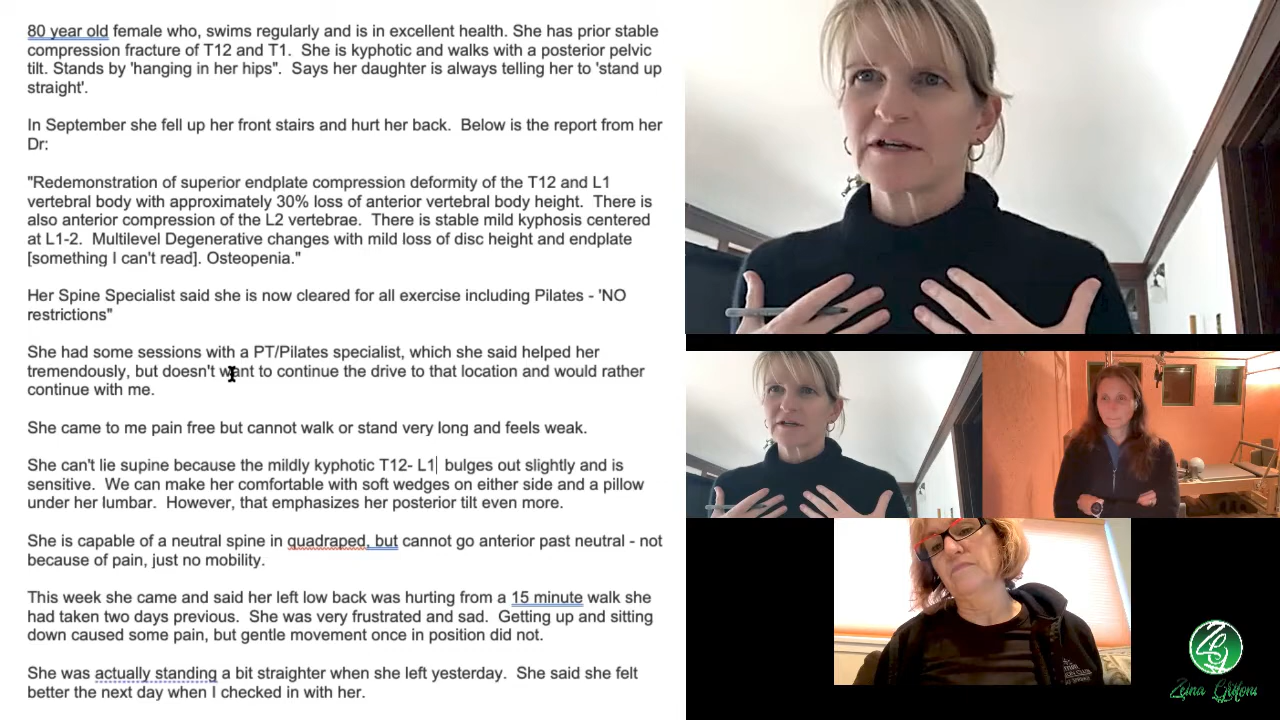 80 year old female who, swims regularly and is in excellent health. She has prior stable
compression fracture of T12 and T1.  She is kyphotic and walks with a posterior pelvic
tilt. Stands by 'hanging in her hips".  Says her daughter is always telling her to 'stand up
straight'.
In September she fell up her front stairs and hurt her back.  Below is the report from her
Dr:
"Redemonstration of superior endplate compression deformity of the T12 and L1
vertebral body with approximately 30% loss of anterior vertebral body height.  There is
also anterior compression of the L2 vertebrae.  There is stable mild kyphosis centered
at L1-2.  Multilevel Degenerative changes with mild loss of disc height and endplate
[something I can't read]. Osteopenia."
Her Spine Specialist said she is now cleared for all exercise including Pilates - 'NO
restrictions"
She had some sessions with a PT/Pilates specialist, which she said helped her
tremendously, but doesn't want to continue the drive to that location and would rather
continue with me.
She came to me pain free but cannot walk or stand very long and feels weak.
She can't lie supine because the mildly kyphotic T12- L1  bulges out slightly and is
sensitive.  We can make her comfortable with soft wedges on either side and a pillow
under her lumbar.  However, that emphasizes her posterior tilt even more.
She is capable of a neutral spine in quadraped, but cannot go anterior past neutral - not
because of pain, just no mobility.
This week she came and said her left low back was hurting from a 15 minute walk she
had taken two days previous.  She was very frustrated and sad.  Getting up and sitting
down caused some pain, but gentle movement once in position did not.
She was actually standing a bit straighter when she left yesterday.  She said she felt
better the next day when I checked in with her.
Zeina Grifoni